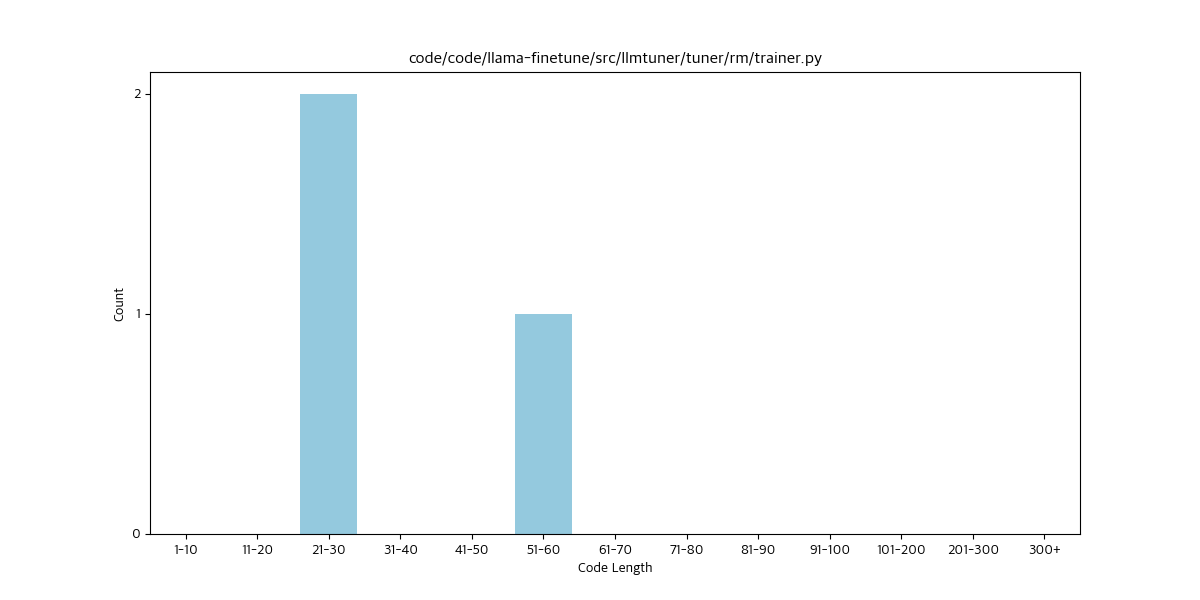 code/code/llama-finetune/src/llmtuner/tuner/rm/trainer.py
2
1
0
Count
1-10 11-20 21-30 31-40 41-50 51-60 61-70 71-80 81-90 91-100 101-200 201-300 300+
Code Length